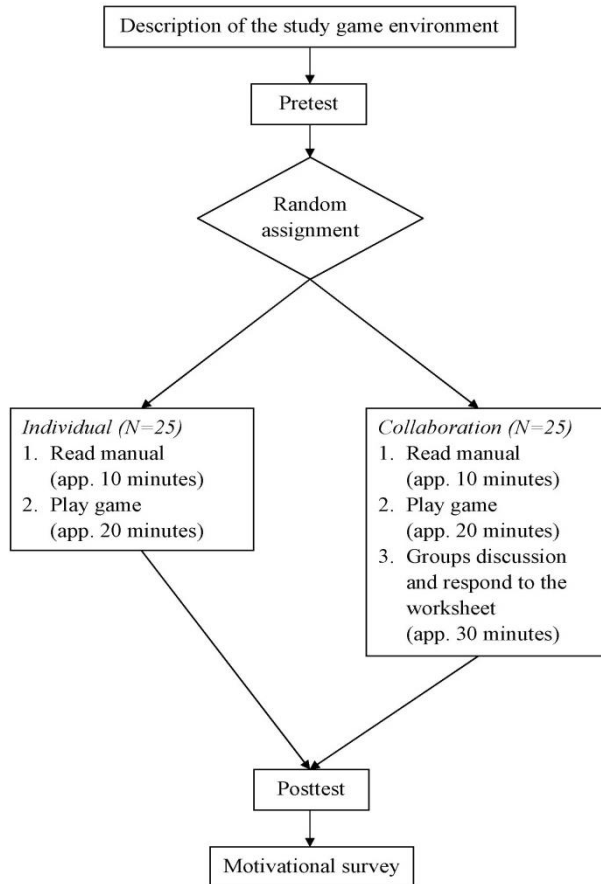 Description of the study game environment
Pretest
Random
assignment
Individual (N=25)
1. Read manual
(app. 10 minutes)
2. Play game
(app. 20 minutes)
Collaboration (N=25)
1. Read manual
(app. 10 minutes)
2. Play game
(app. 20 minutes)
3. Groups discussion
and respond to the
worksheet
(app. 30 minutes)
Posttest
Motivational survey